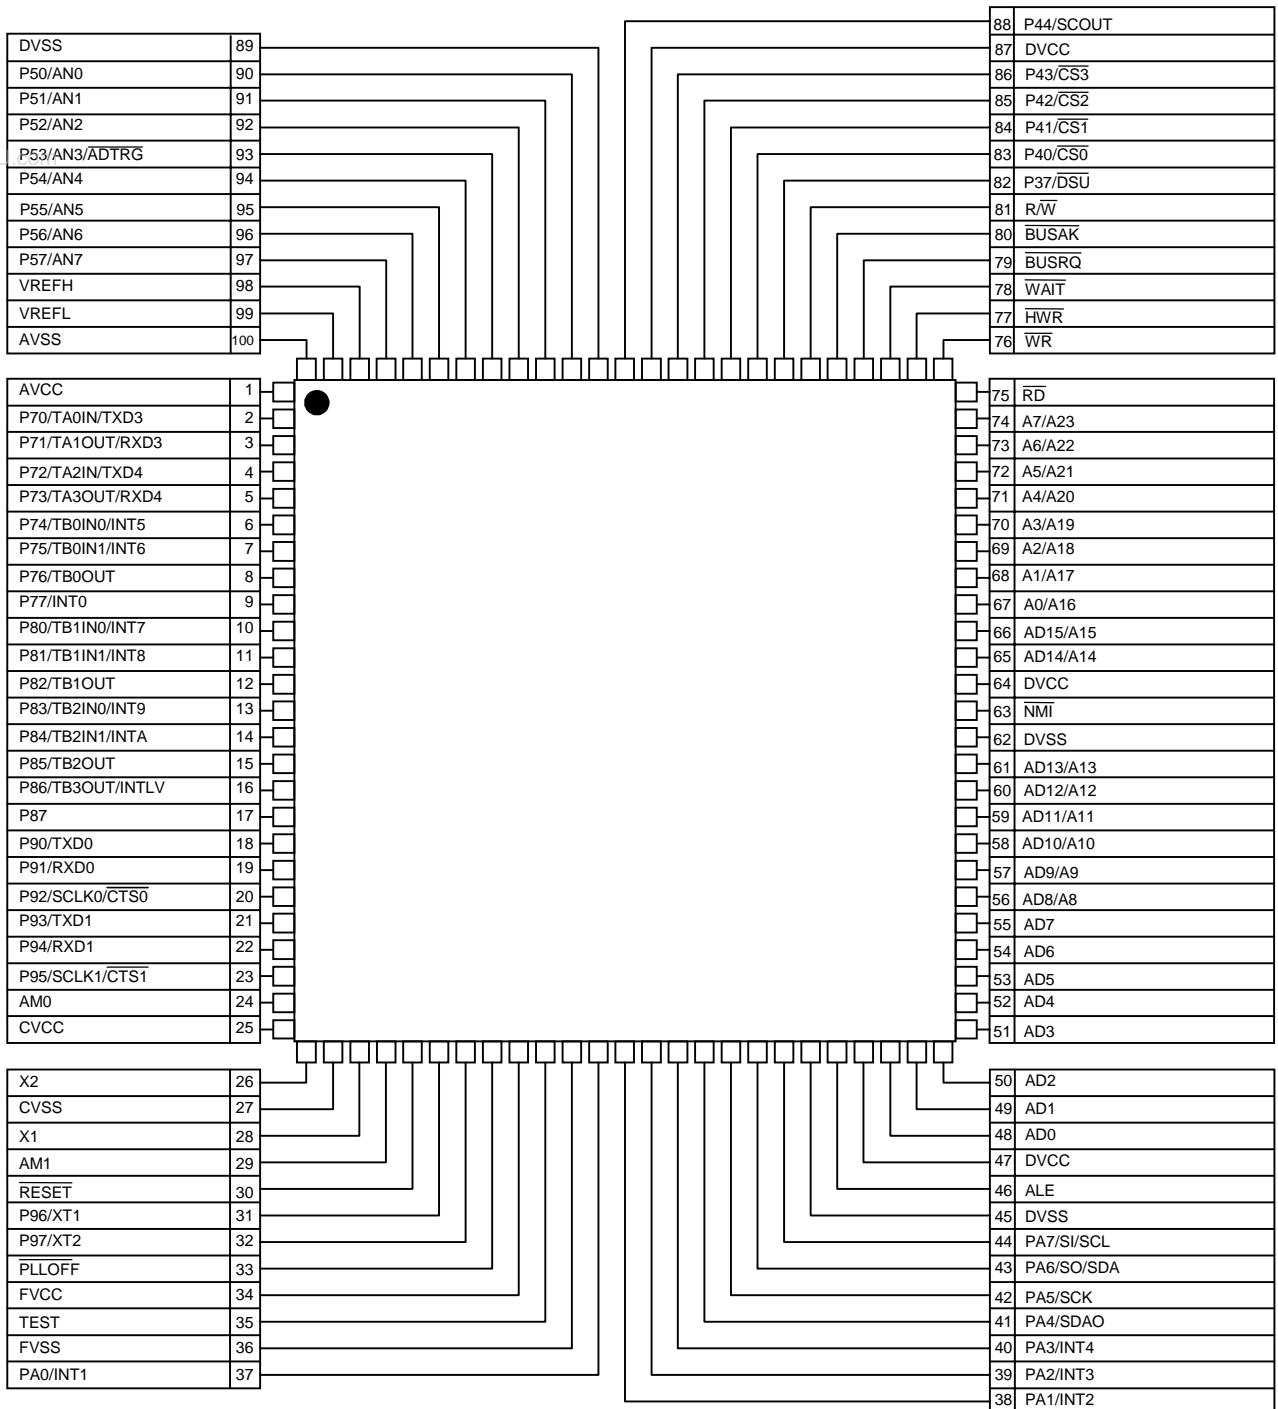 DVSS 89
P50/AN0 90
P51/AN1 91
P52/AN2 92
P53/AN3/ADTRG 93
P54/AN4 94
P55/AN5 95
P56/AN6 96
P57/AN7 97
VREFH 98
VREFL 99
AVSS 100
88 P44/SCOUT
87 DVCC
86 P43/CS3
85 P42/CS2
84 P41/CS1
83 P40/CS0
82 P37/DSU
81 R/W
80 BUSAK
79 BUSRQ
78 WAIT
77 HWR
76 WR
AVCC 1
P70/TA0IN/TXD3 2
P71/TA1OUT/RXD3 3
P72/TA2IN/TXD4 4
P73/TA3OUT/RXD4 5
P74/TB0IN0/INT5 6
P75/TB0IN1/INT6 7
P76/TB0OUT 8
P77/INT0 9
P80/TB1IN0/INT7 10
P81/TB1IN1/INT8 11
P82/TB1OUT 12
P83/TB2IN0/INT9 13
P84/TB2IN1/INTA 14
P85/TB2OUT 15
P86/TB3OUT/INTLV 16
P87 17
P90/TXD0 18
P91/RXD0 19
P92/SCLK0/CTS0 20
P93/TXD1 21
P94/RXD1 22
P95/SCLK1/CTS1 23
AM0 24
CVCC 25
75 RD
74 A7/A23
73 A6/A22
72 A5/A21
71 A4/A20
70 A3/A19
69 A2/A18
68 A1/A17
67 A0/A16
66 AD15/A15
65 AD14/A14
64 DVCC
63 NMI
62 DVSS
61 AD13/A13
60 AD12/A12
59 AD11/A11
58 AD10/A10
57 AD9/A9
56 AD8/A8
55 AD7
54 AD6
53 AD5
52 AD4
51 AD3
X2 26
CVSS 27
X1 28
AM1 29
RESET 30
P96/XT1 31
P97/XT2 32
PLLOFF 33
FVCC 34
TEST 35
FVSS 36
PA0/INT1 37
50 AD2
49 AD1
48 AD0
47 DVCC
46 ALE
45 DVSS
44 PA7/SI/SCL
43 PA6/SO/SDA
42 PA5/SCK
41 PA4/SDAO
40 PA3/INT4
39 PA2/INT3
38 PA1/INT2